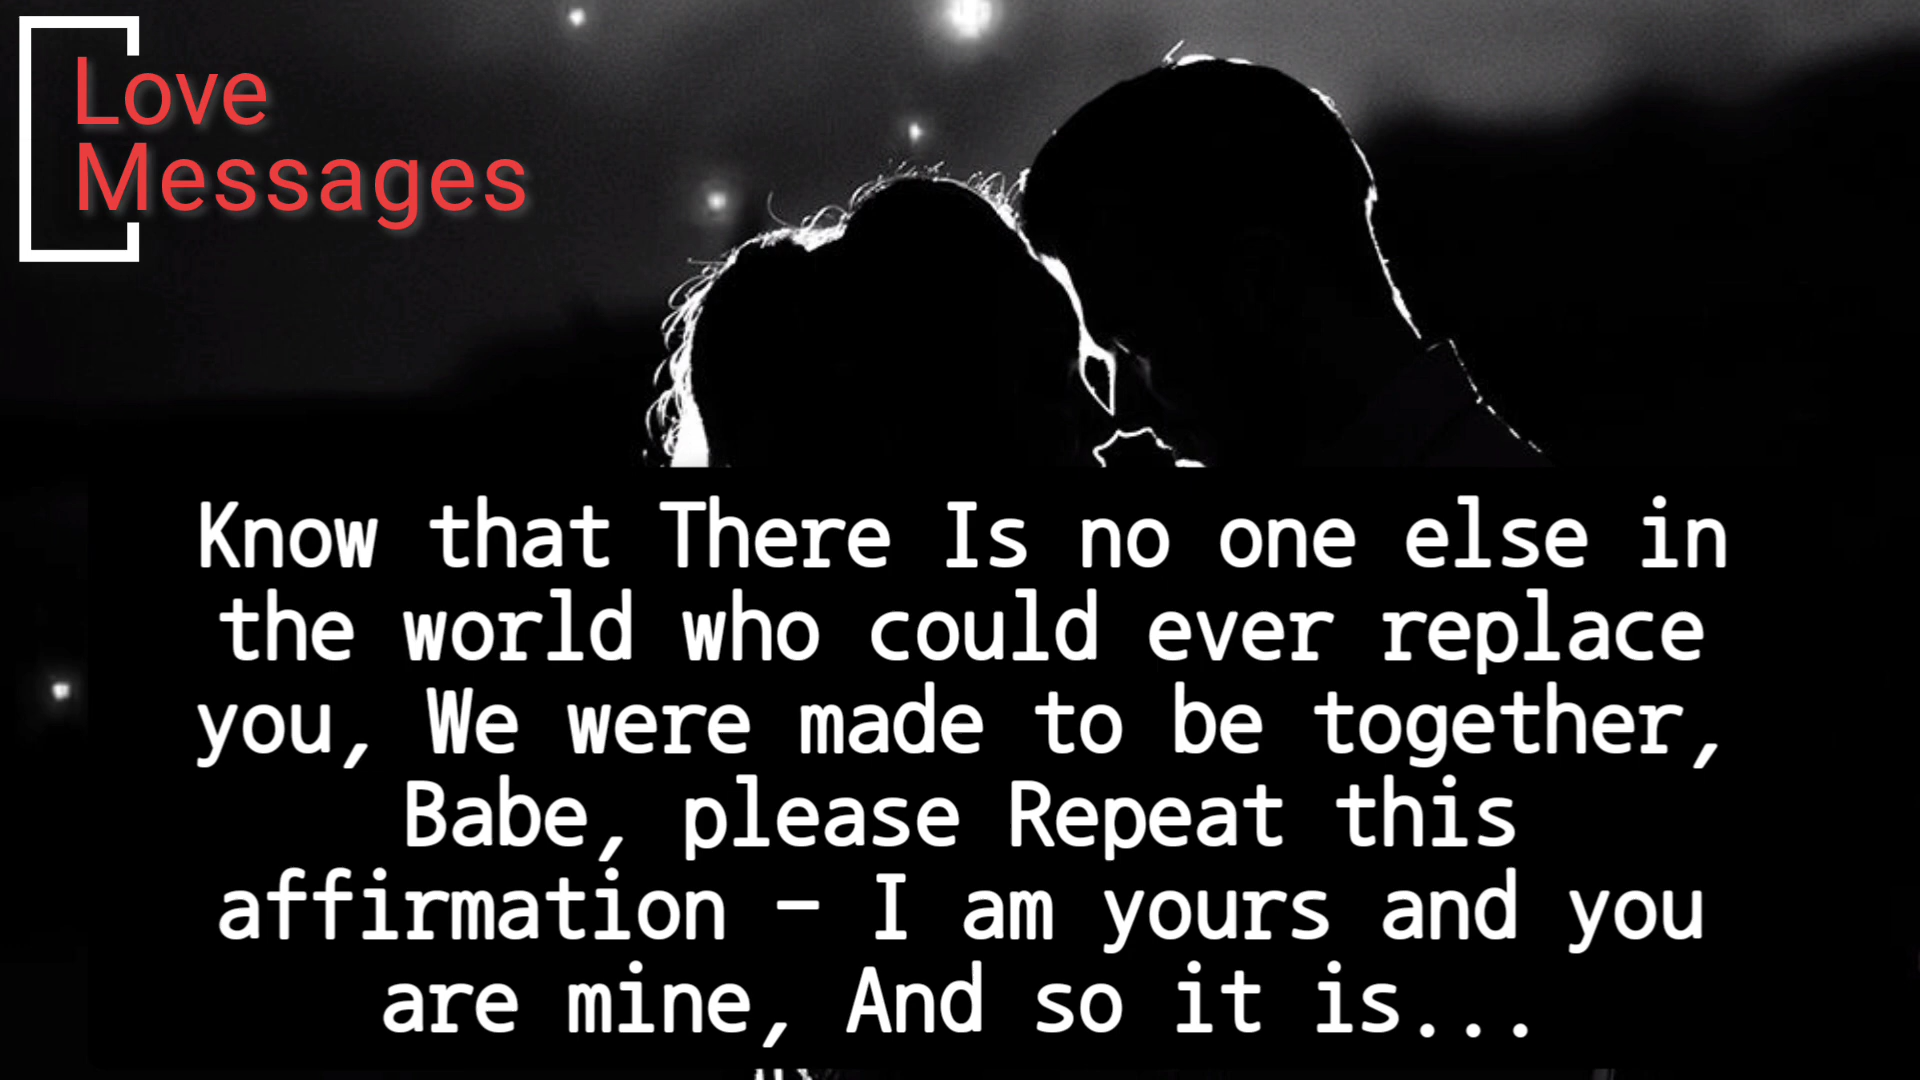 Love
Messages
Know that There Is no one else in
the world who could ever replace
you, We were made to be together,
Babe, please Repeat this
affirmation – I am yours and you
are mine, And so it is...